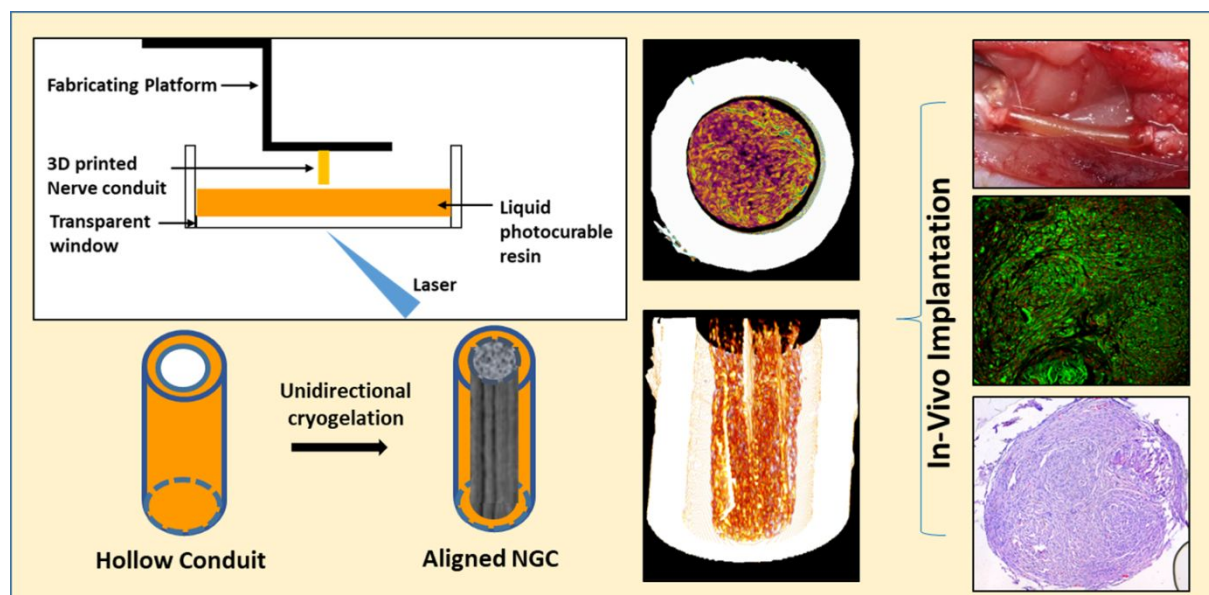 Fabricating Platform
3D printed
Nerve conduit
Transparent
window
Liquid
photocurable
resin
Laser
Unidirectional
cryogelation
Hollow Conduit
Aligned NGC
In-Vivo Implantation